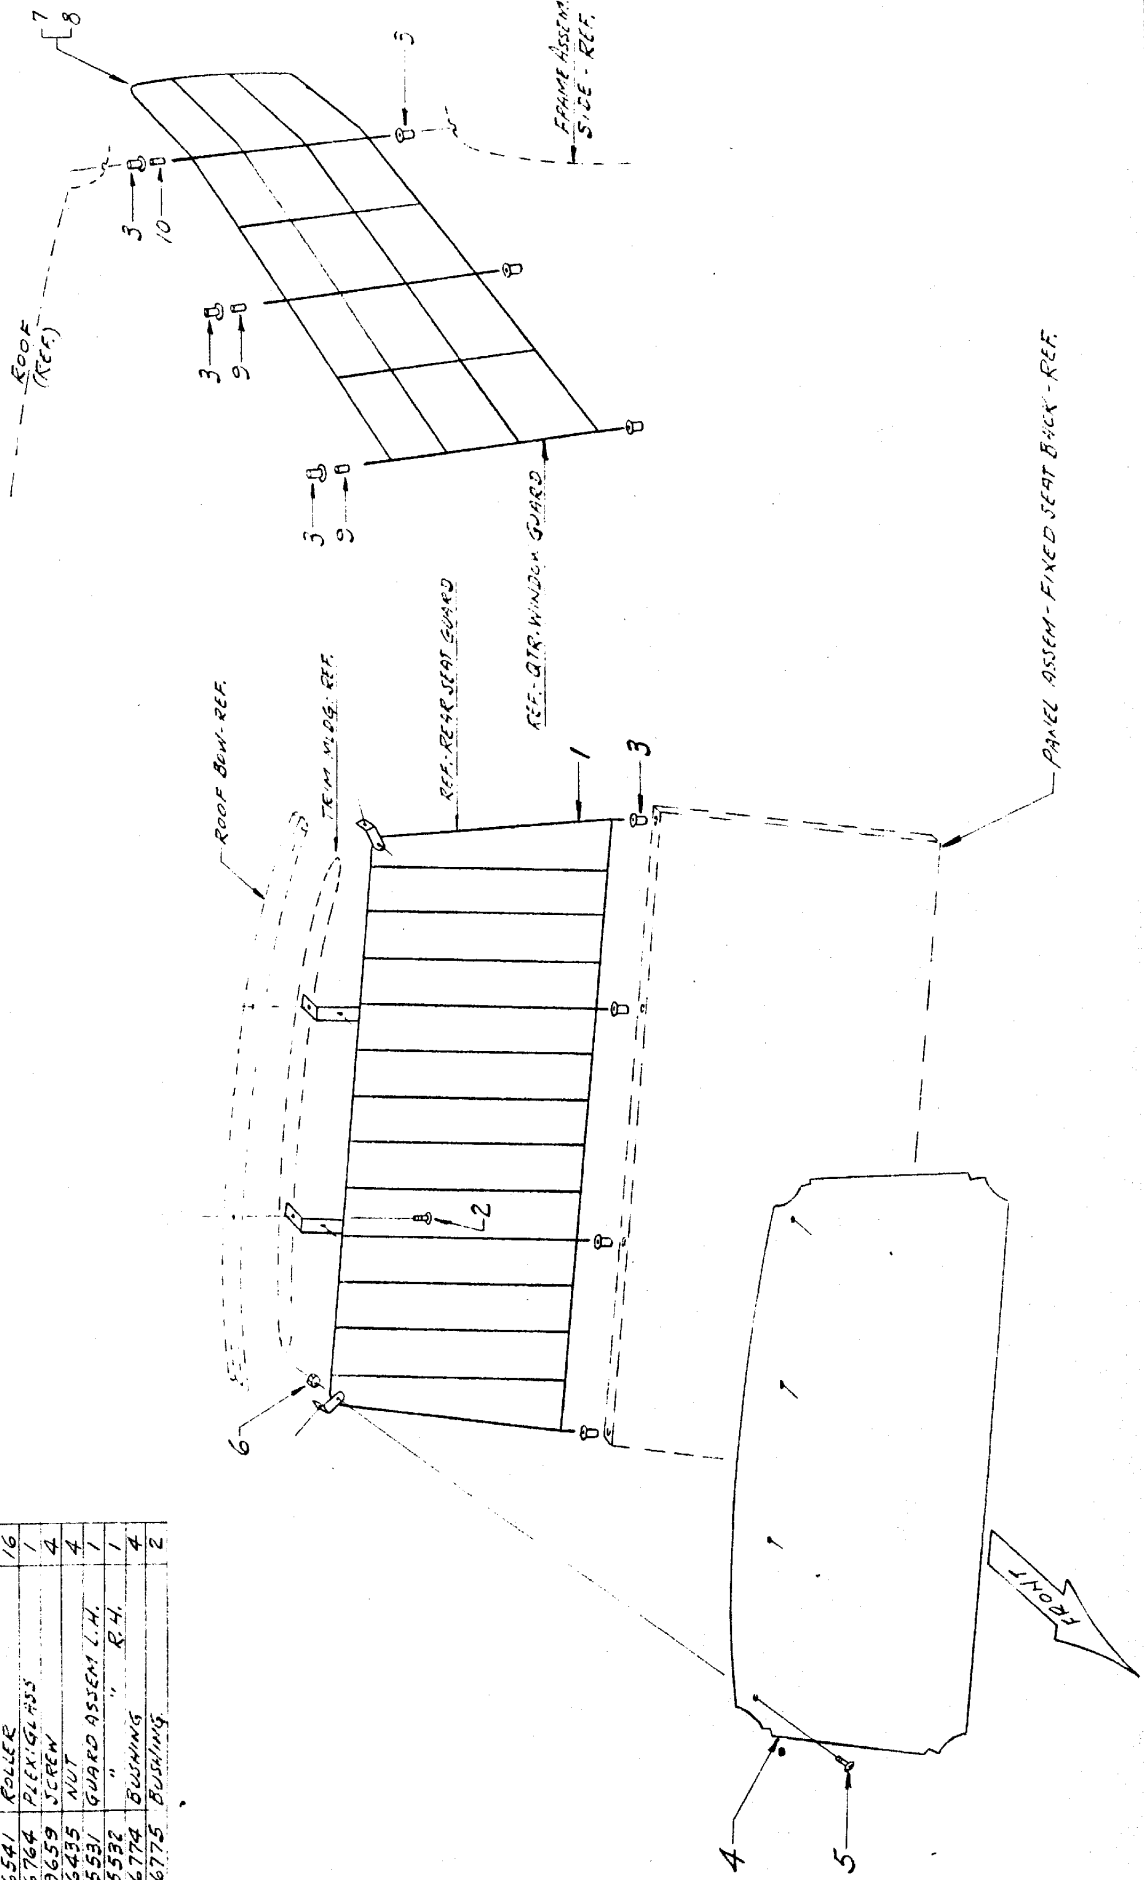 6541 ROLLER 16
6764 PLEXIGLASS 1
9659 SCREW 4
6435 NUT 4
5531 GUARD ASSEM L.H. 1
5532 " " R.H. 1
6774 BUSHING 4
6775 BUSHING 2
ROOF
(REF.)
7
8
3
10
3
9
3
9
3
FRAME ASSEM.
SIDE - REF.
ROOF BOW-REF.
TRIM MLDG. REF.
REF.-REAR SEAT GUARD
REF.-QTR. WINDOW GUARD
1
3
2
6
PANEL ASSEM-FIXED SEAT BACK-REF.
4
5
FRONT